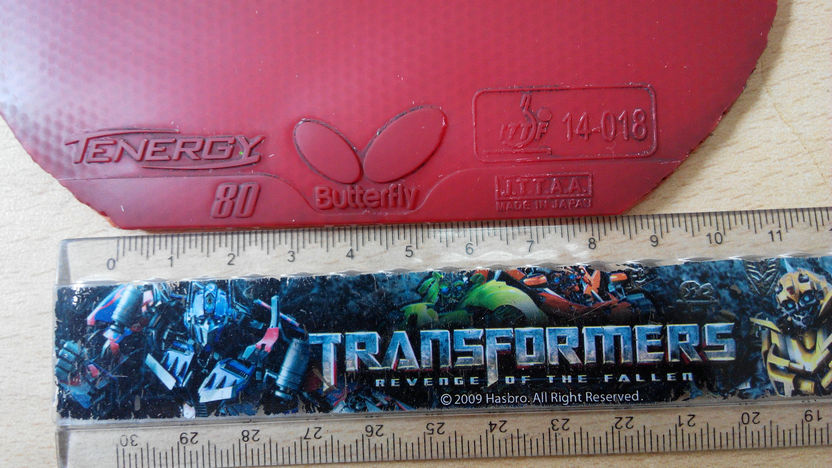 TENERGY
80
Butterfly
ITTF 14-018
J.T.T.A.A.
MADE IN JAPAN
0 1 2 3 4 5 6 7 8 9 10 11
TRANSFORMERS
REVENGE OF THE FALLEN
© 2009 Hasbro. All Right Reserved.
30 29 28 27 26 25 24 23 22 21 20 19